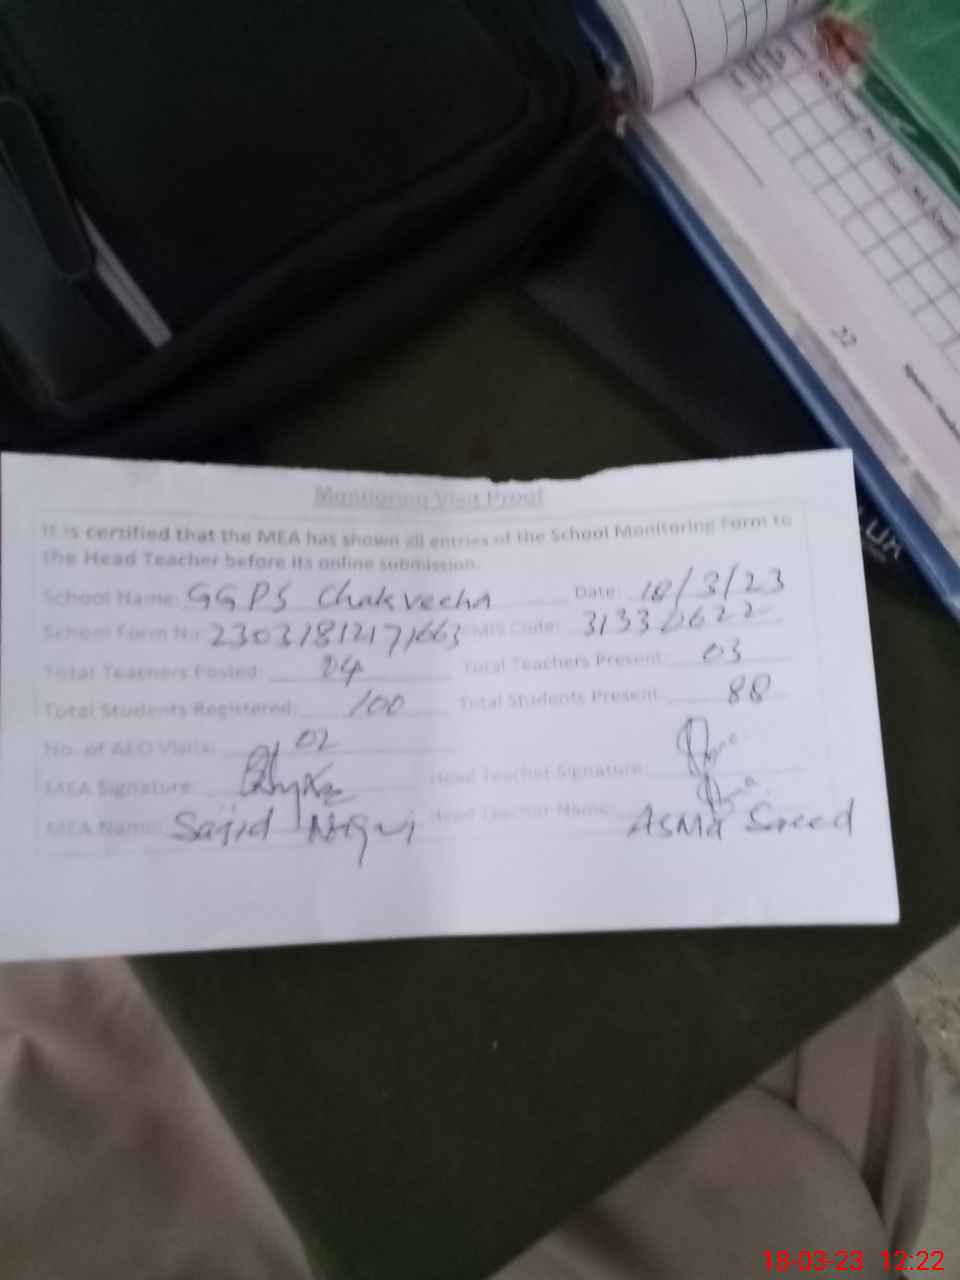 Monitoring Visit Proof
It is certified that the MEA has shown all entries of the School Monitoring Form to
the Head Teacher before its online submission.
School Name: GGPS Chakvecha Date: 18/3/23
School Form No: 23031812171663 EMIS Code:
Total Teachers Posted: 04 Total Teachers Present: 03
Total Students Registered: 100 Total Students Present: 88
No. of AEO Visits: 02
MEA Signature: Head Teacher Signature:
MEA Name: Sajid Naqvi Head Teacher Name: Asma Saeed
22
LUX
18-03-23 12:22